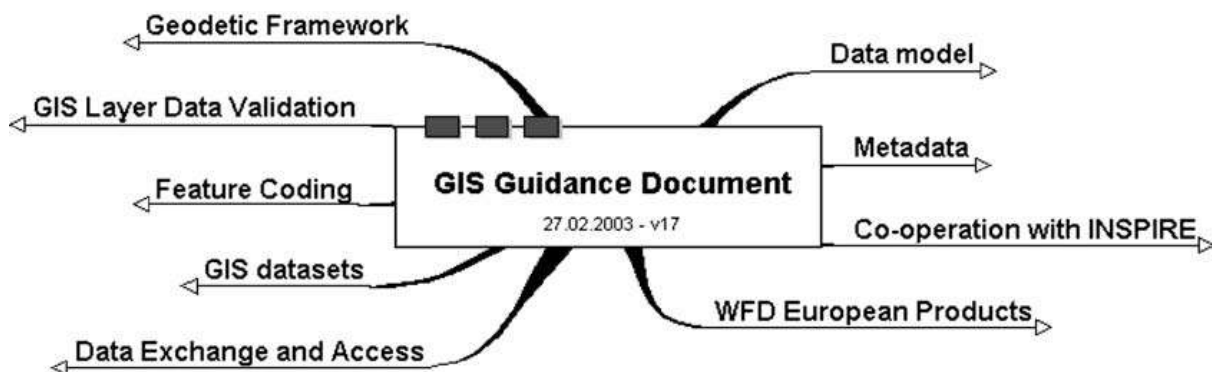 Geodetic Framework
Data model
GIS Layer Data Validation
Metadata
GIS Guidance Document
Feature Coding
27.02.2003 - v17
Co-operation with INSPIRE
GIS datasets
WFD European Products
Data Exchange and Access